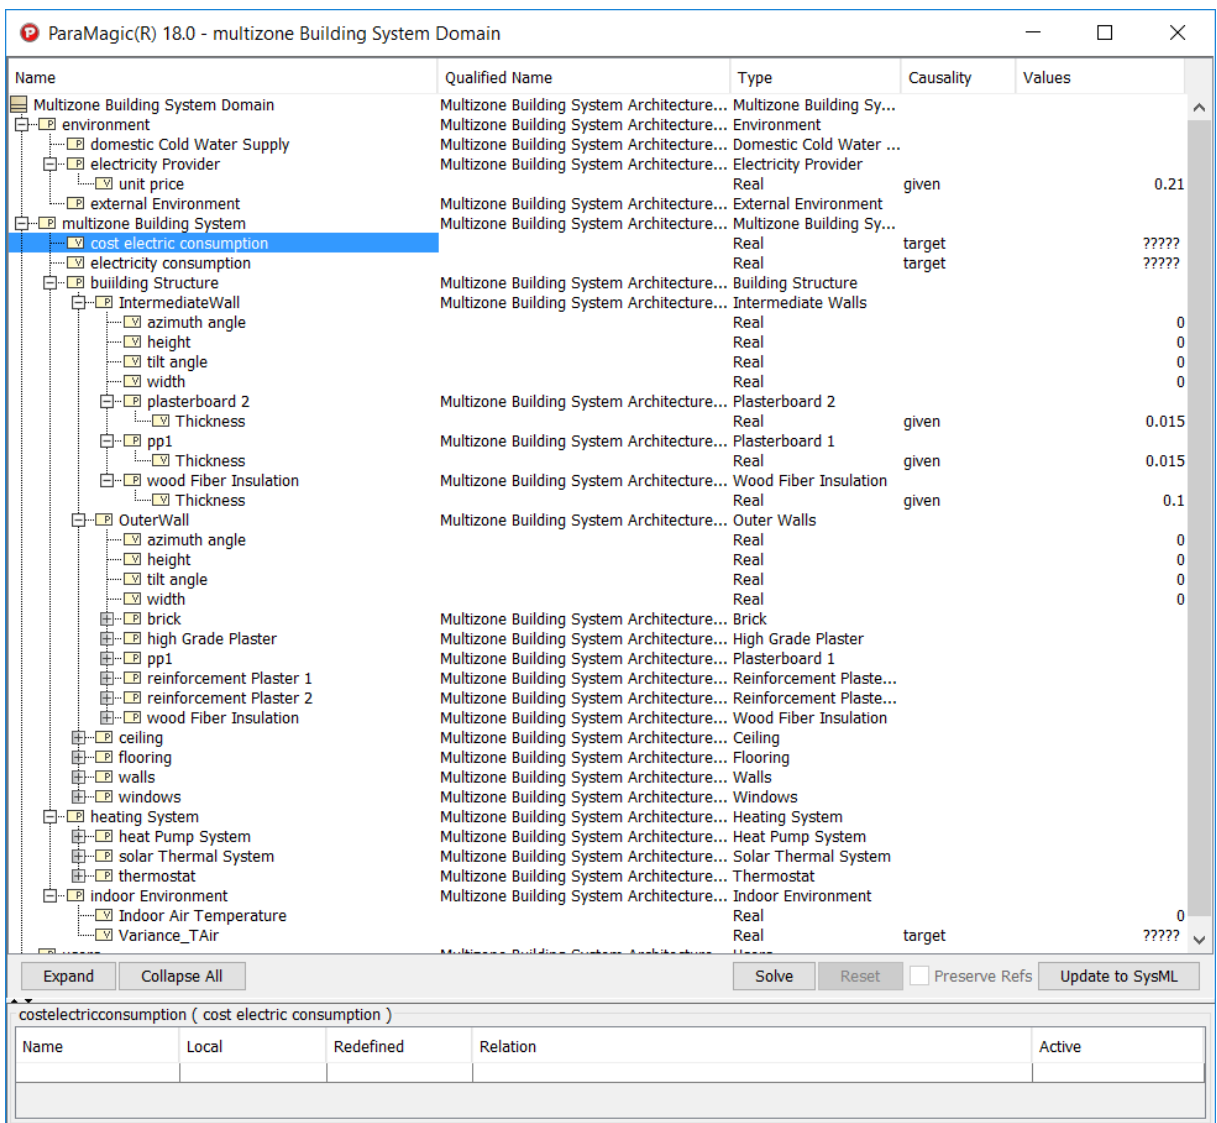 ParaMagic(R) 18.0 - multizone Building System Domain
Name Qualified Name Type Causality Values
Multizone Building System Domain Multizone Building System Architecture... Multizone Building Sy...
environment Multizone Building System Architecture... Environment
domestic Cold Water Supply Multizone Building System Architecture... Domestic Cold Water ...
electricity Provider Multizone Building System Architecture... Electricity Provider
unit price Real given 0.21
external Environment Multizone Building System Architecture... External Environment
multizone Building System Multizone Building System Architecture... Multizone Building Sy...
cost electric consumption Real target ?????
electricity consumption Real target ?????
buiilding Structure Multizone Building System Architecture... Building Structure
IntermediateWall Multizone Building System Architecture... Intermediate Walls
azimuth angle Real 0
height Real 0
tilt angle Real 0
width Real 0
plasterboard 2 Multizone Building System Architecture... Plasterboard 2
Thickness Real given 0.015
pp1 Multizone Building System Architecture... Plasterboard 1
Thickness Real given 0.015
wood Fiber Insulation Multizone Building System Architecture... Wood Fiber Insulation
Thickness Real given 0.1
OuterWall Multizone Building System Architecture... Outer Walls
azimuth angle Real 0
height Real 0
tilt angle Real 0
width Real 0
brick Multizone Building System Architecture... Brick
high Grade Plaster Multizone Building System Architecture... High Grade Plaster
pp1 Multizone Building System Architecture... Plasterboard 1
reinforcement Plaster 1 Multizone Building System Architecture... Reinforcement Plaste...
reinforcement Plaster 2 Multizone Building System Architecture... Reinforcement Plaste...
wood Fiber Insulation Multizone Building System Architecture... Wood Fiber Insulation
ceiling Multizone Building System Architecture... Ceiling
flooring Multizone Building System Architecture... Flooring
walls Multizone Building System Architecture... Walls
windows Multizone Building System Architecture... Windows
heating System Multizone Building System Architecture... Heating System
heat Pump System Multizone Building System Architecture... Heat Pump System
solar Thermal System Multizone Building System Architecture... Solar Thermal System
thermostat Multizone Building System Architecture... Thermostat
indoor Environment Multizone Building System Architecture... Indoor Environment
Indoor Air Temperature Real 0
Variance_TAir Real target ?????
users Multizone Building System Architecture... Users
Expand Collapse All Solve Reset Preserve Refs Update to SysML
costelectricconsumption ( cost electric consumption )
Name Local Redefined Relation Active